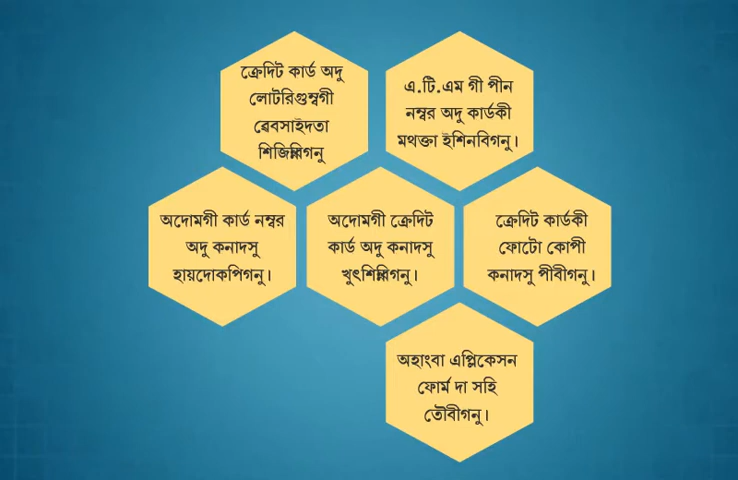 ক্রেদিট কার্ড অদু
লোটরিগুম্বগী
ৱেবসাইদতা
শিজিন্নবিগনু
এ.টি.এম গী পীন
নম্বর অদু কার্ডকী
মথক্তা ইশিনবিগনু।
অদোমগী কার্ড নম্বর
অদু কনাদসু
হায়দোকপিগনু।
অদোমগী ক্রেদিট
কার্ড অদু কনাদসু
খুৎশিন্নবিগনু।
ক্রেদিট কার্ডকী
ফোটো কোপী
কনাদসু পীবীগনু।
অহাংবা এপ্লিকেসন
ফোর্ম দা সহি
তৌবীগনু।